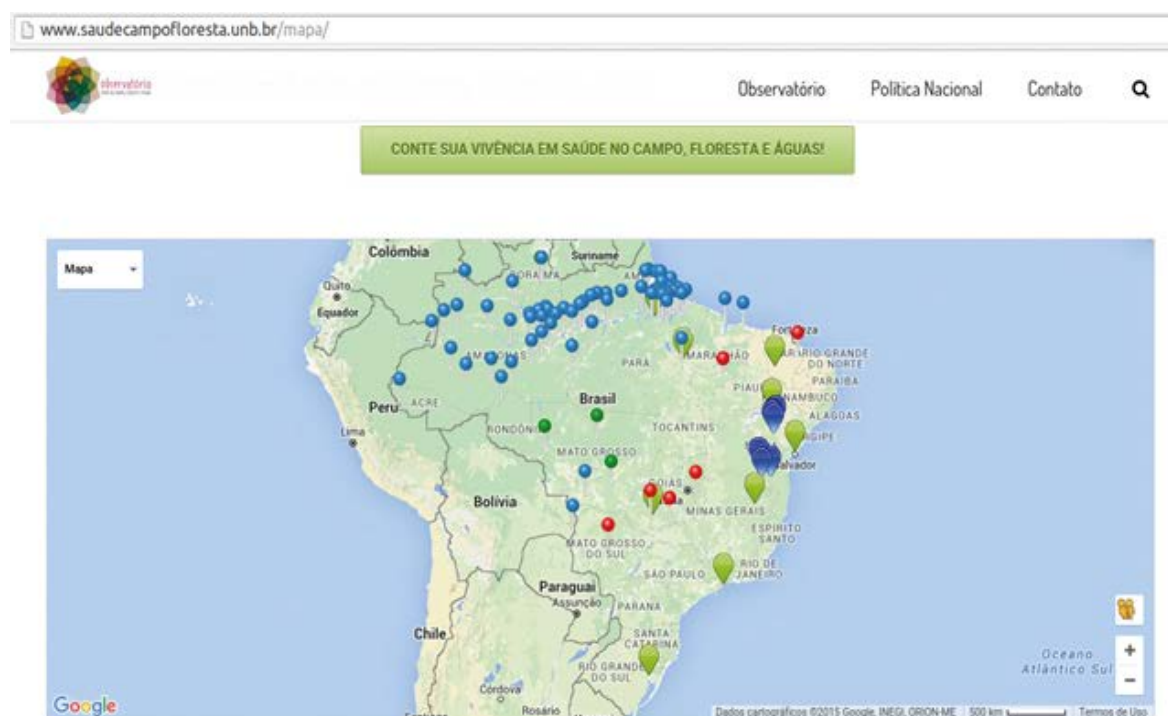 www.saudecampofloresta.unb.br/mapa/
observatório
Observatório Política Nacional Contato
CONTE SUA VIVÊNCIA EM SAÚDE NO CAMPO, FLORESTA E ÁGUAS!
Mapa
Colômbia
Suriname
Quito
Equador
AMAZONAS
PARÁ
MARANHÃO
RIO GRANDE
DO NORTE
PARAÍBA
PIAUÍ
Brasil
ALAGOAS
Peru
ACRE
TOCANTINS
Lima
MATO GROSSO
Salvador
GOIÁS
Bolívia
MINAS GERAIS
ESPÍRITO
SANTO
MATO GROSSO
DO SUL
RIO DE
JANEIRO
SÃO PAULO
Paraguai
Assunção
PARANÁ
Chile
SANTA
CATARINA
RIO GRANDE
DO SUL
Oceano
Atlântico Sul
Córdova
Google
Rosário
Dados cartográficos ©2015 Google, INEGI, ORION-ME 500 km Termos de Uso